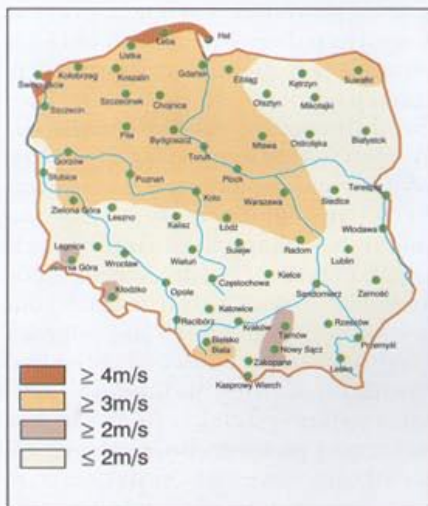 Łeba
Hel
Ustka
Kołobrzeg
Koszalin
Gdańsk
Elbląg
Kętrzyn
Suwałki
Świnoujście
Szczecinek
Chojnice
Olsztyn
Mikołajki
Szczecin
Piła
Bydgoszcz
Mława
Ostrołęka
Białystok
Toruń
Gorzów
Płock
Słubice
Poznań
Koło
Warszawa
Siedlce
Terespol
Zielona Góra
Leszno
Kalisz
Łódź
Włodawa
Legnica
Wrocław
Wieluń
Sulejw
Radom
Lublin
Jelenia Góra
Kłodzko
Opole
Częstochowa
Kielce
Sandomierz
Zamość
Katowice
Racibórz
Kraków
Tarnów
Rzeszów
Bielsko
Biała
Nowy Sącz
Przemyśl
Zakopane
Lesko
Kasprowy Wierch
≥ 4m/s
≥ 3m/s
≥ 2m/s
≤ 2m/s